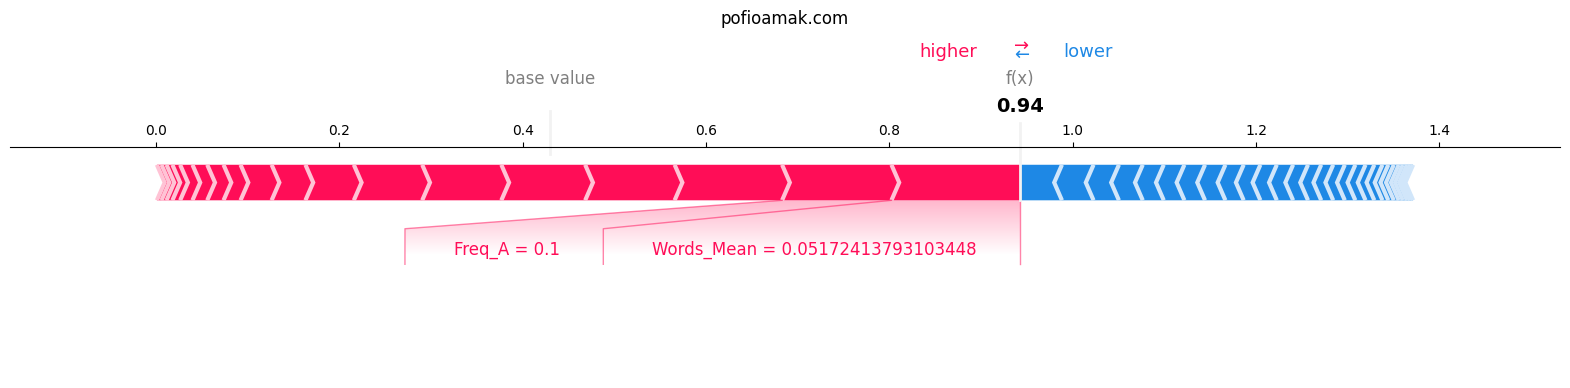 pofioamak.com
higher → ← lower
base value f(x)
0.94
0.0 0.2 0.4 0.6 0.8 1.0 1.2 1.4
Freq_A = 0.1 Words_Mean = 0.05172413793103448